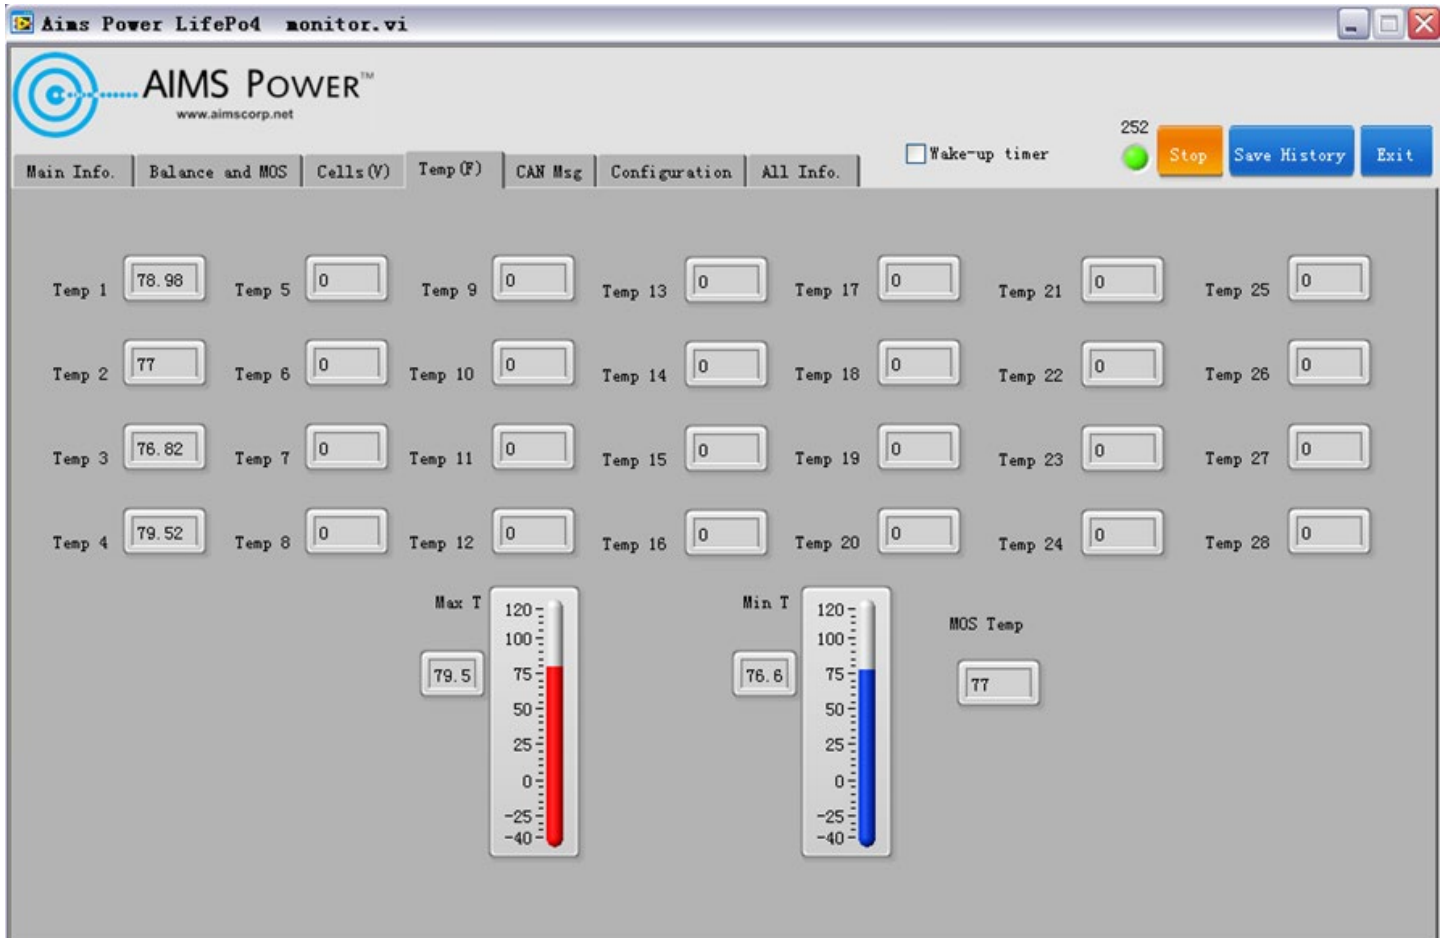 Aims Power LifePo4 monitor.vi
AIMS POWER™
www.aimscorp.net
252
Wake-up timer
Stop Save History Exit
Main Info. Balance and MOS Cells(V) Temp(F) CAN Msg Configuration All Info.
Temp 1 78.98 Temp 5 0 Temp 9 0 Temp 13 0 Temp 17 0 Temp 21 0 Temp 25 0
Temp 2 77 Temp 6 0 Temp 10 0 Temp 14 0 Temp 18 0 Temp 22 0 Temp 26 0
Temp 3 76.82 Temp 7 0 Temp 11 0 Temp 15 0 Temp 19 0 Temp 23 0 Temp 27 0
Temp 4 79.52 Temp 8 0 Temp 12 0 Temp 16 0 Temp 20 0 Temp 24 0 Temp 28 0
Max T
79.5
120
100
75
50
25
0
-25
-40
Min T
76.6
120
100
75
50
25
0
-25
-40
MOS Temp
77